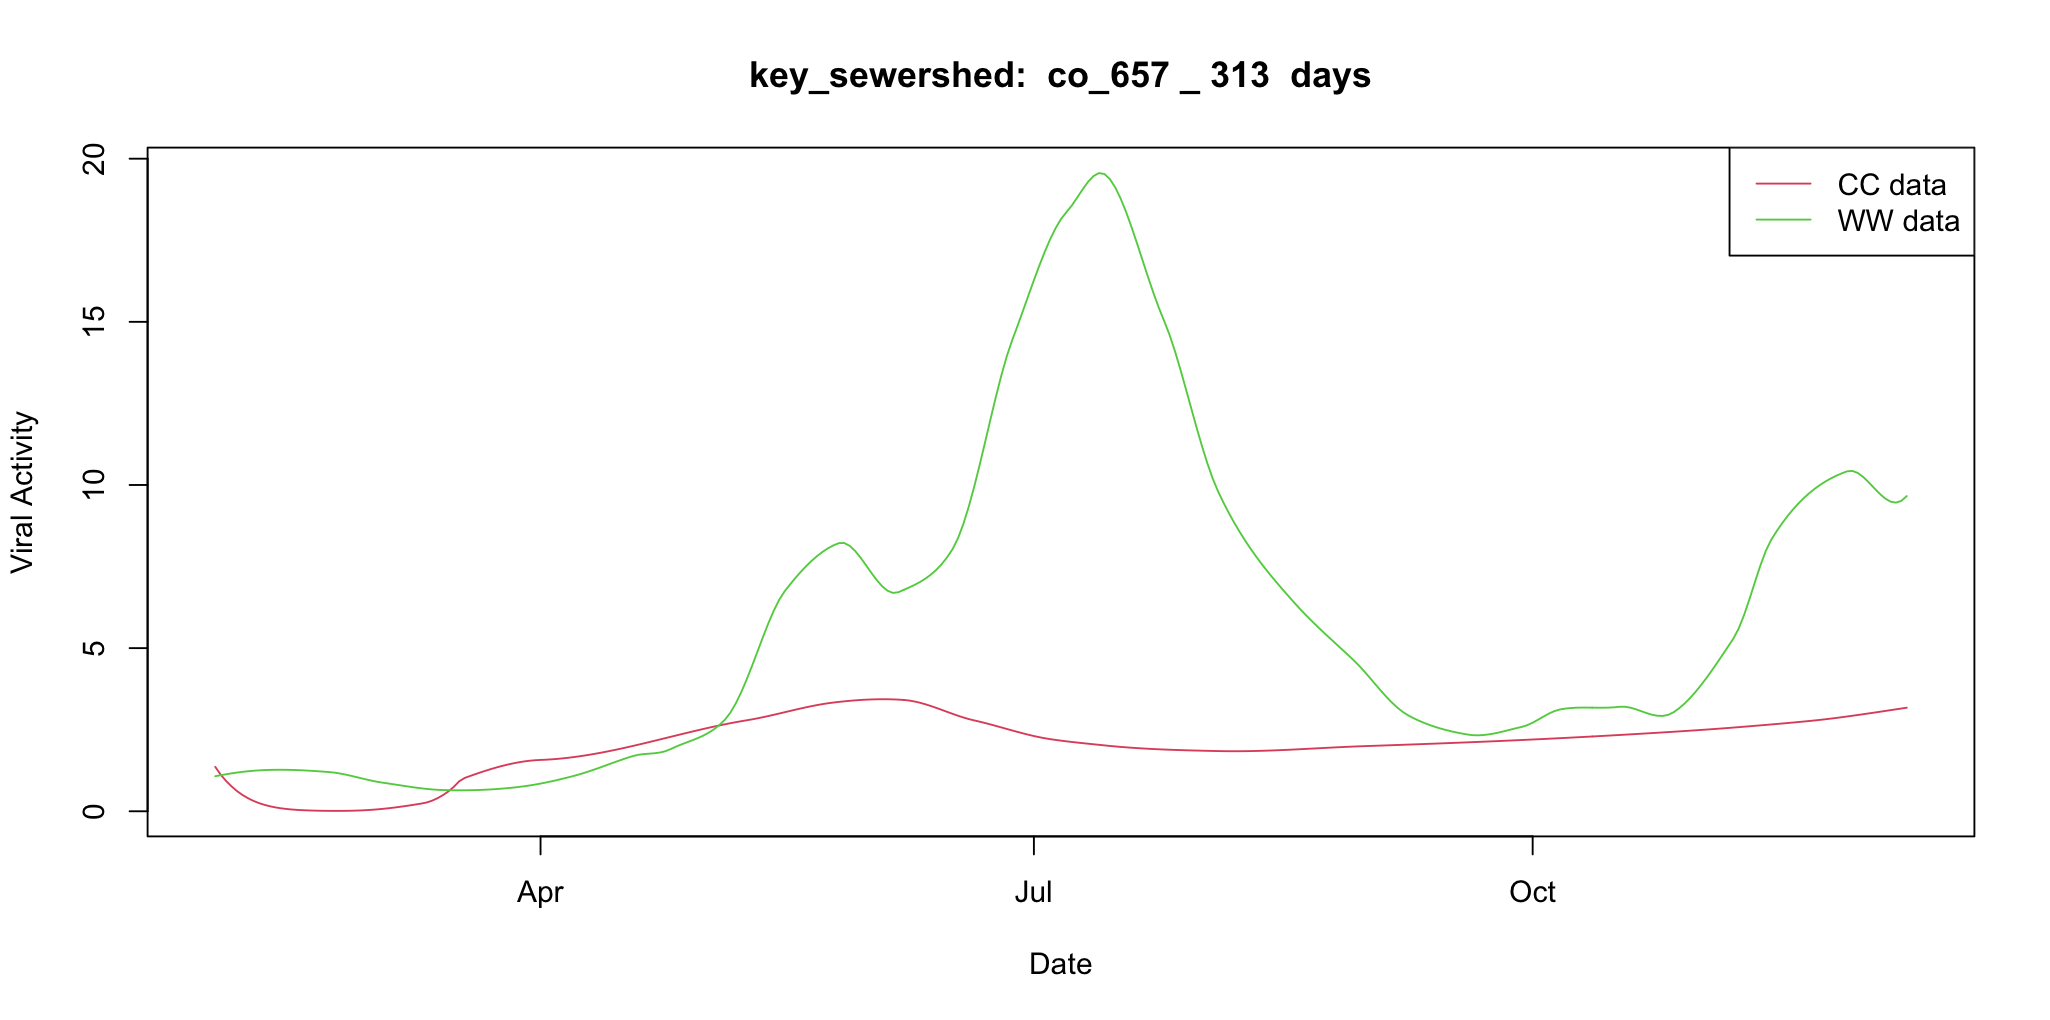 key_sewershed:  co_657 _ 313  days
CC data
WW data
20
15
10
5
0
Viral Activity
Apr
Jul
Oct
Date